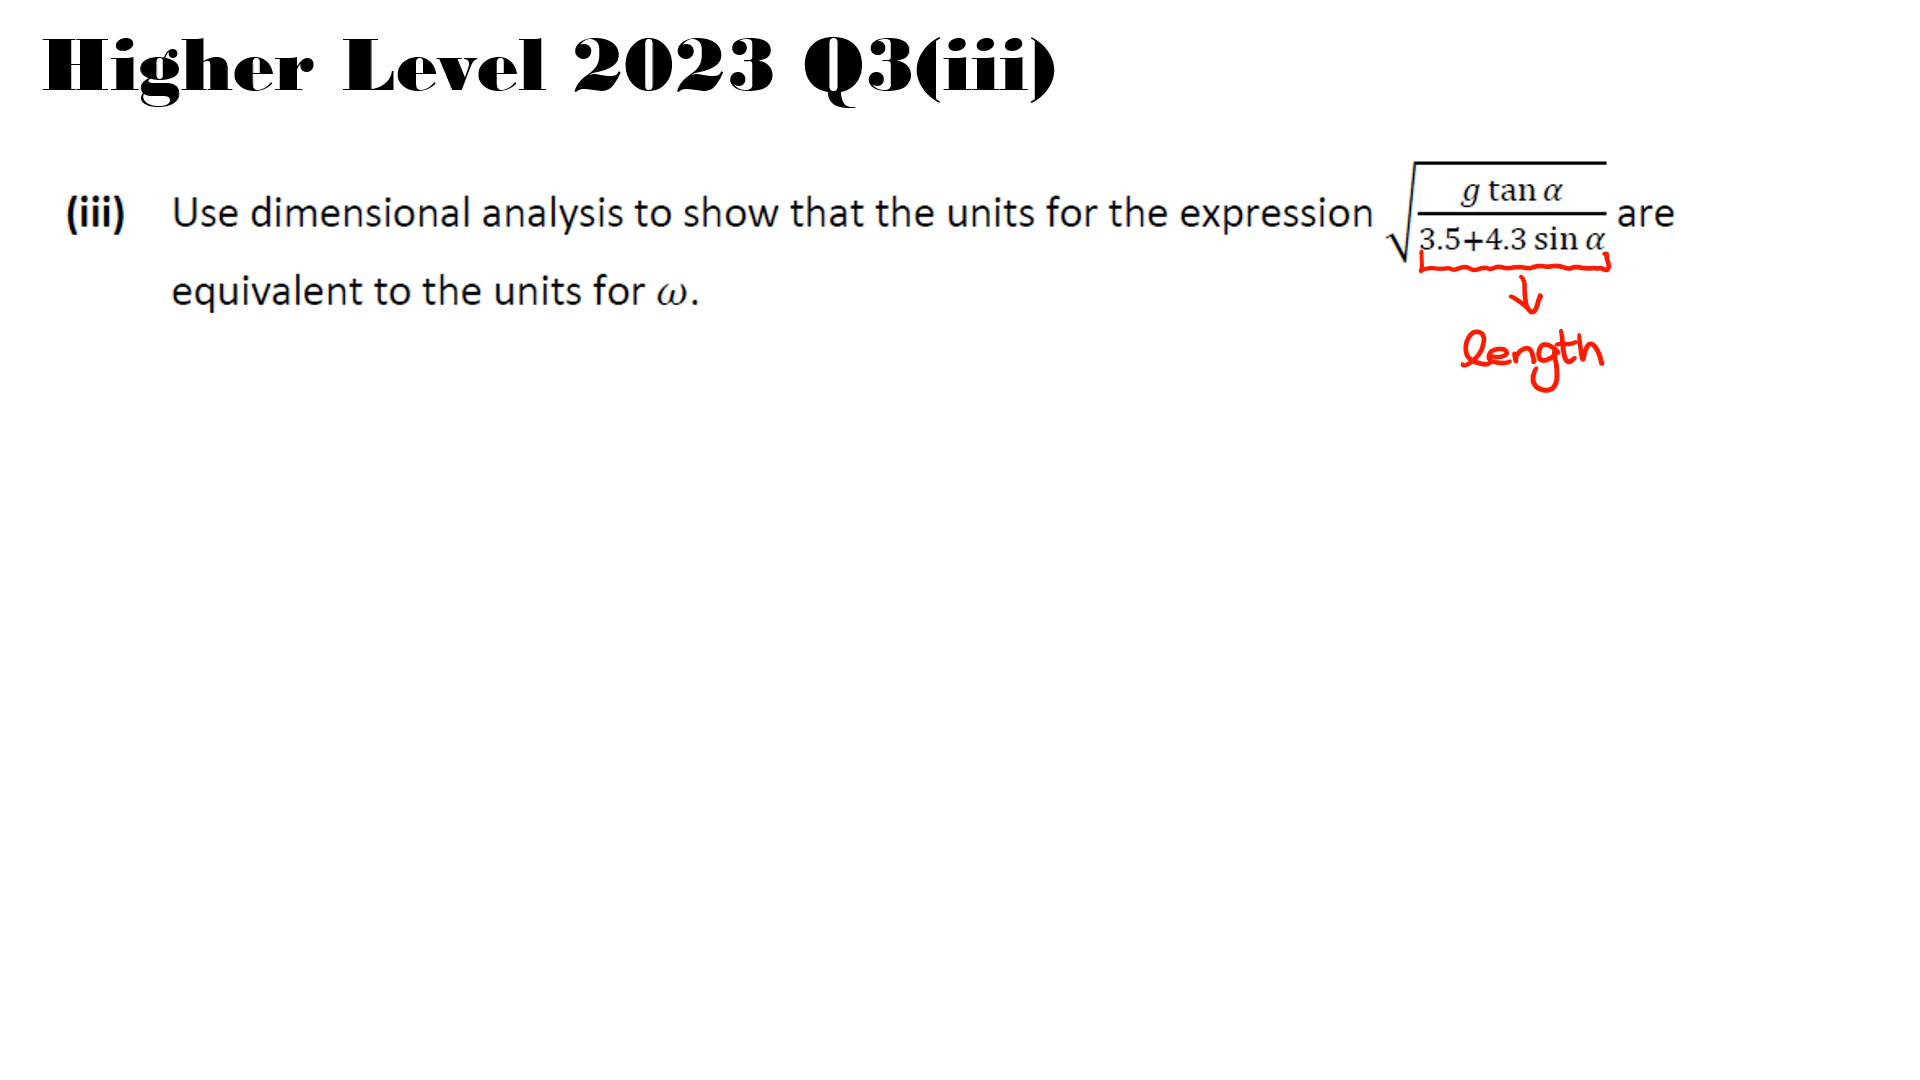 Higher Level 2023 Q3(iii)
(iii) Use dimensional analysis to show that the units for the expression √(g tan α / 3.5+4.3 sin α) are
equivalent to the units for ω.
↓
length